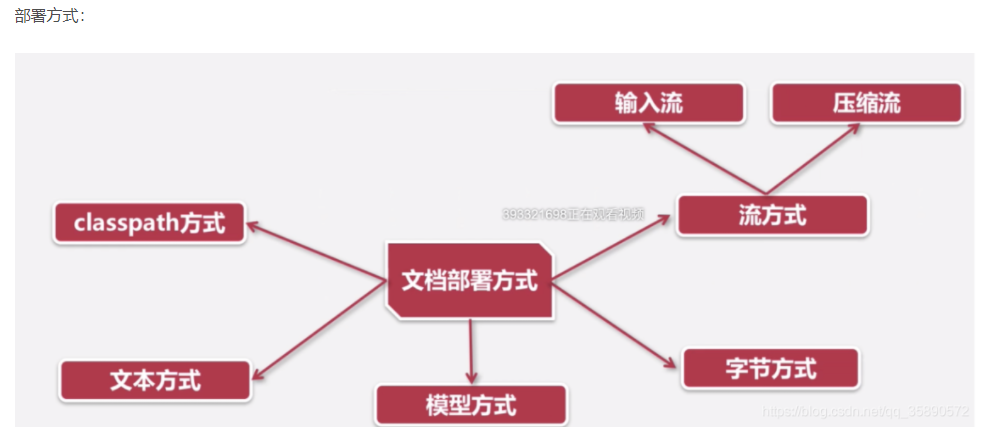 部署方式：
输入流
压缩流
classpath方式
393321698正在观看视频
流方式
文档部署方式
文本方式
模型方式
字节方式
https://blog.csdn.net/qq_35890572